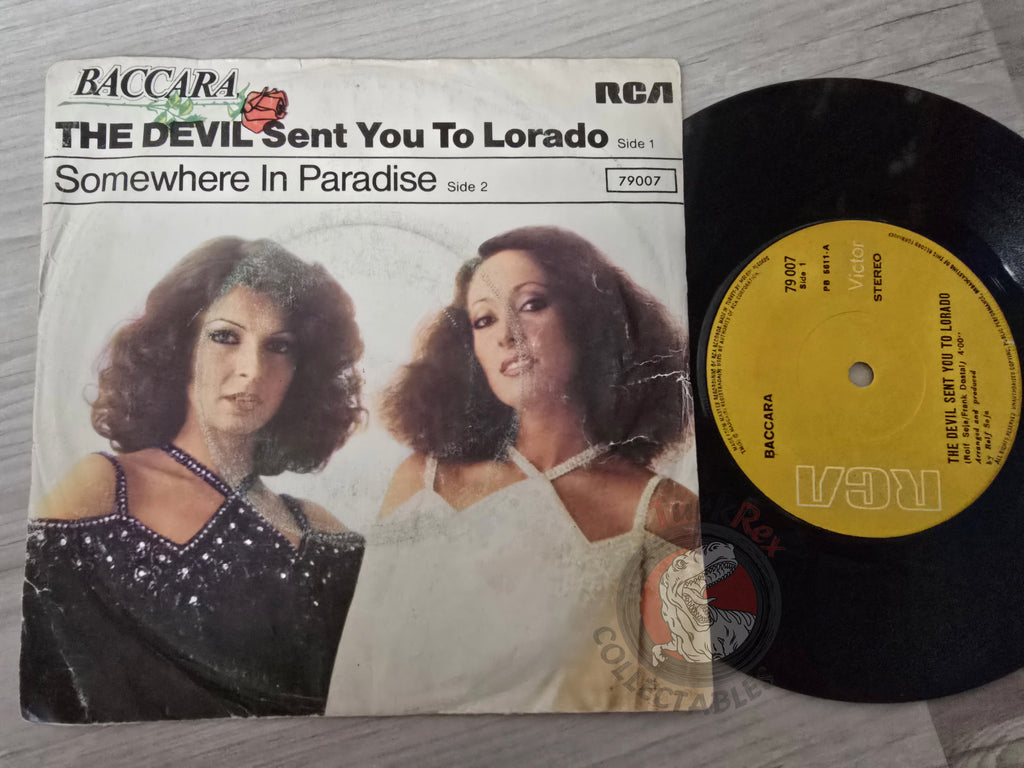 BACCARA
RCA
THE DEVIL Sent You To Lorado Side 1
Somewhere In Paradise Side 2
79007
79 007
Side 1
PB 5611-A
Victor
STEREO
BACCARA
THE DEVIL SENT YOU TO LORADO
(Rolf Soja/Frank Dostal) 4'00''
Arranged and produced
by Rolf Soja
RCA
Rex
COLLECTABLES